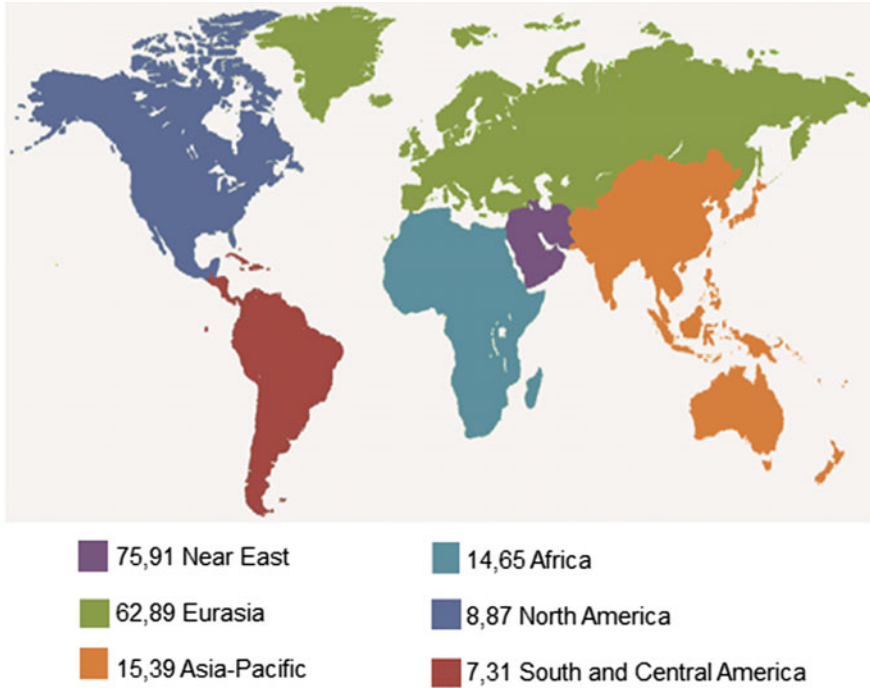 75,91 Near East
62,89 Eurasia
15,39 Asia-Pacific
14,65 Africa
8,87 North America
7,31 South and Central America